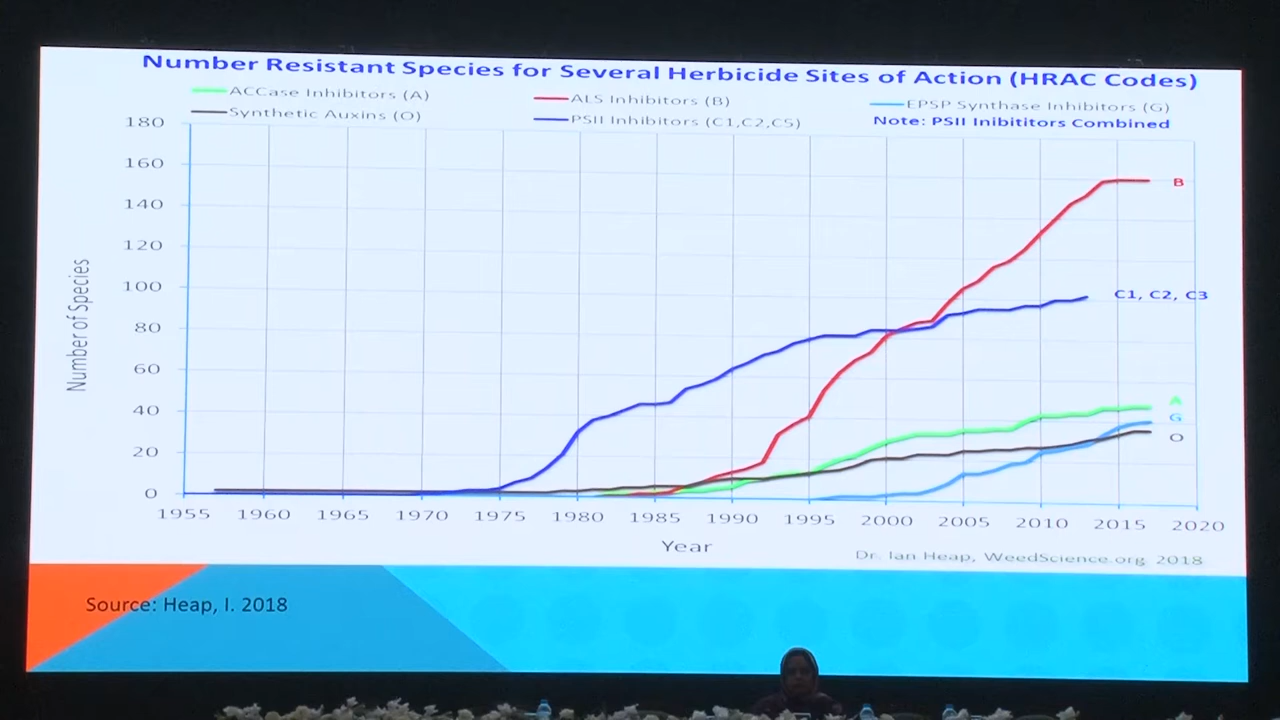 Number Resistant Species for Several Herbicide Sites of Action (HRAC Codes)
ACCase Inhibitors (A)
ALS Inhibitors (B)
EPSP Synthase Inhibitors (G)
Synthetic Auxins (O)
PSII Inhibitors (C1,C2,C5)
Note: PSII Inibititors Combined
180
160
140
120
100
80
60
40
20
0
Number of Species
B
C1, C2, C3
A
G
O
1955 1960 1965 1970 1975 1980 1985 1990 1995 2000 2005 2010 2015 2020
Year
Dr. Ian Heap, WeedScience.org 2018
Source: Heap, I. 2018